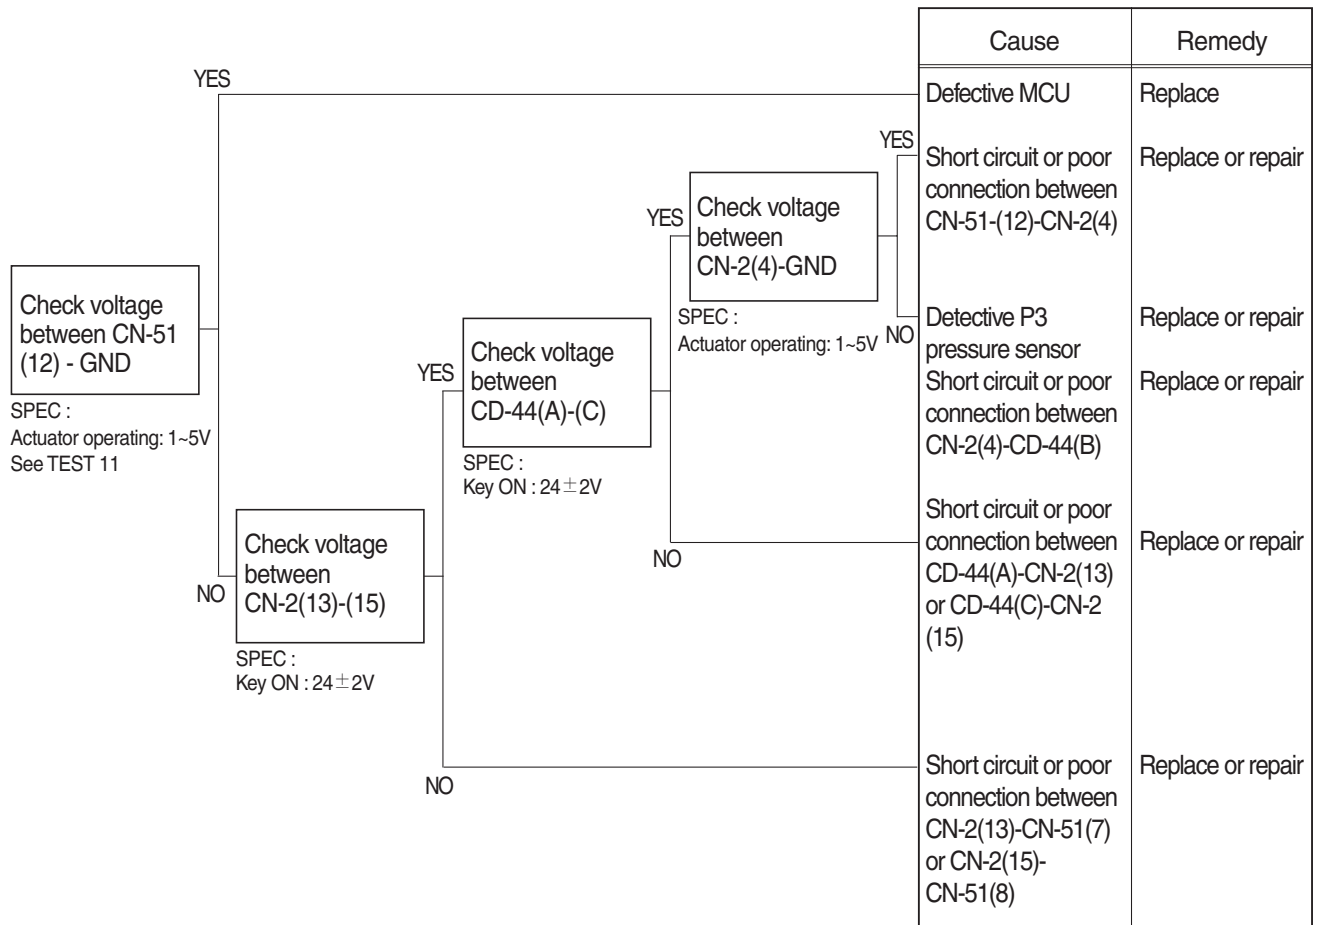 Cause
Remedy
YES
Defective MCU
Replace
YES
Short circuit or poor
connection between
CN-51-(12)-CN-2(4)
Replace or repair
YES
Check voltage
between
CN-2(4)-GND
SPEC :
Actuator operating: 1~5V
NO
Detective P3
pressure sensor
Replace or repair
Short circuit or poor
connection between
CN-2(4)-CD-44(B)
Replace or repair
Check voltage
between CN-51
(12) - GND
SPEC :
Actuator operating: 1~5V
See TEST 11
YES
Check voltage
between
CD-44(A)-(C)
SPEC :
Key ON : 24±2V
NO
Short circuit or poor
connection between
CD-44(A)-CN-2(13)
or CD-44(C)-CN-2
(15)
Replace or repair
NO
Check voltage
between
CN-2(13)-(15)
SPEC :
Key ON : 24±2V
NO
Short circuit or poor
connection between
CN-2(13)-CN-51(7)
or CN-2(15)-
CN-51(8)
Replace or repair